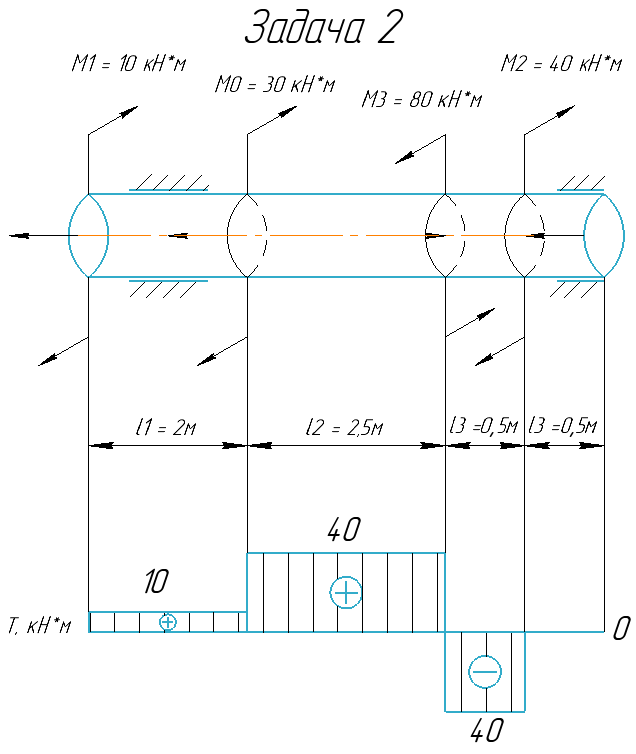 Задача 2
M1 = 10 кН*м
M0 = 30 кН*м
M3 = 80 кН*м
M2 = 40 кН*м
l1 = 2м
l2 = 2,5м
l3 =0,5м
l3 =0,5м
40
10
T, кН*м
0
40